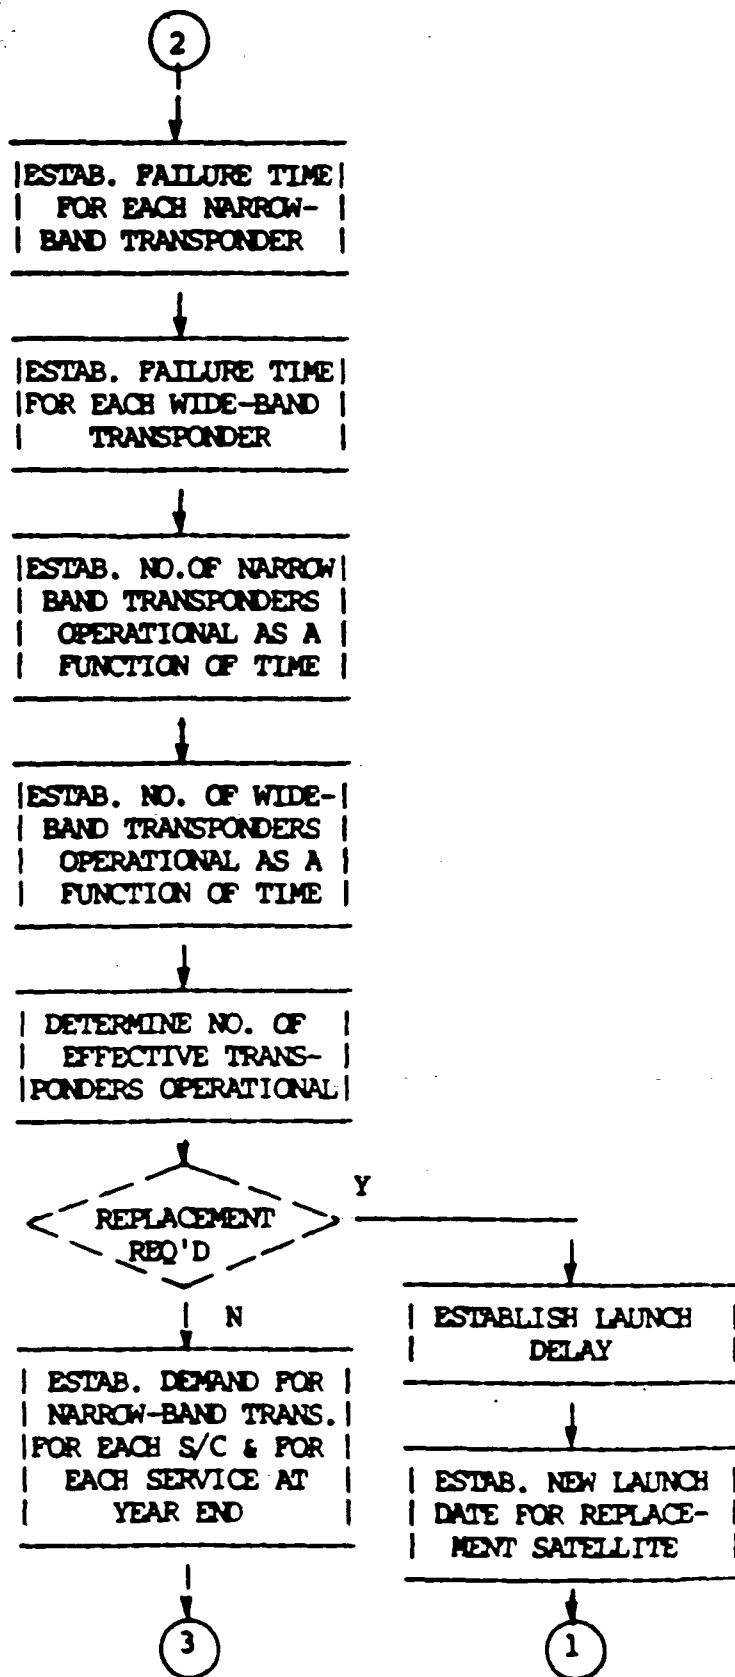 2
ESTAB. FAILURE TIME
FOR EACH NARROW-
BAND TRANSPONDER
ESTAB. FAILURE TIME
FOR EACH WIDE-BAND
TRANSPONDER
ESTAB. NO.OF NARROW
BAND TRANSPONDERS
OPERATIONAL AS A
FUNCTION OF TIME
ESTAB. NO. OF WIDE-
BAND TRANSPONDERS
OPERATIONAL AS A
FUNCTION OF TIME
DETERMINE NO. OF
EFFECTIVE TRANS-
PONDERS OPERATIONAL
REPLACEMENT
REQ'D
Y
N
ESTAB. DEMAND FOR
NARROW-BAND TRANS.
FOR EACH S/C & FOR
EACH SERVICE AT
YEAR END
3
ESTABLISH LAUNCH
DELAY
ESTAB. NEW LAUNCH
DATE FOR REPLACE-
MENT SATELLITE
1